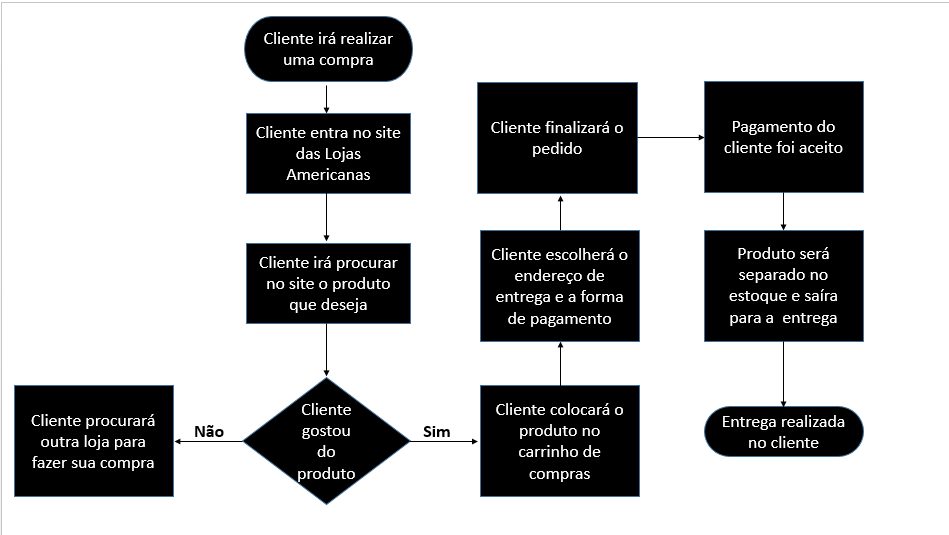 Cliente irá realizar
uma compra
Cliente entra no site
das Lojas
Americanas
Cliente irá procurar
no site o produto
que deseja
Cliente
gostou
do
produto
Não
Cliente procurará
outra loja para
fazer sua compra
Sim
Cliente colocará o
produto no
carrinho de
compras
Cliente escolherá o
endereço de
entrega e a forma
de pagamento
Cliente finalizará o
pedido
Pagamento do
cliente foi aceito
Produto será
separado no
estoque e saíra
para a  entrega
Entrega realizada
no cliente